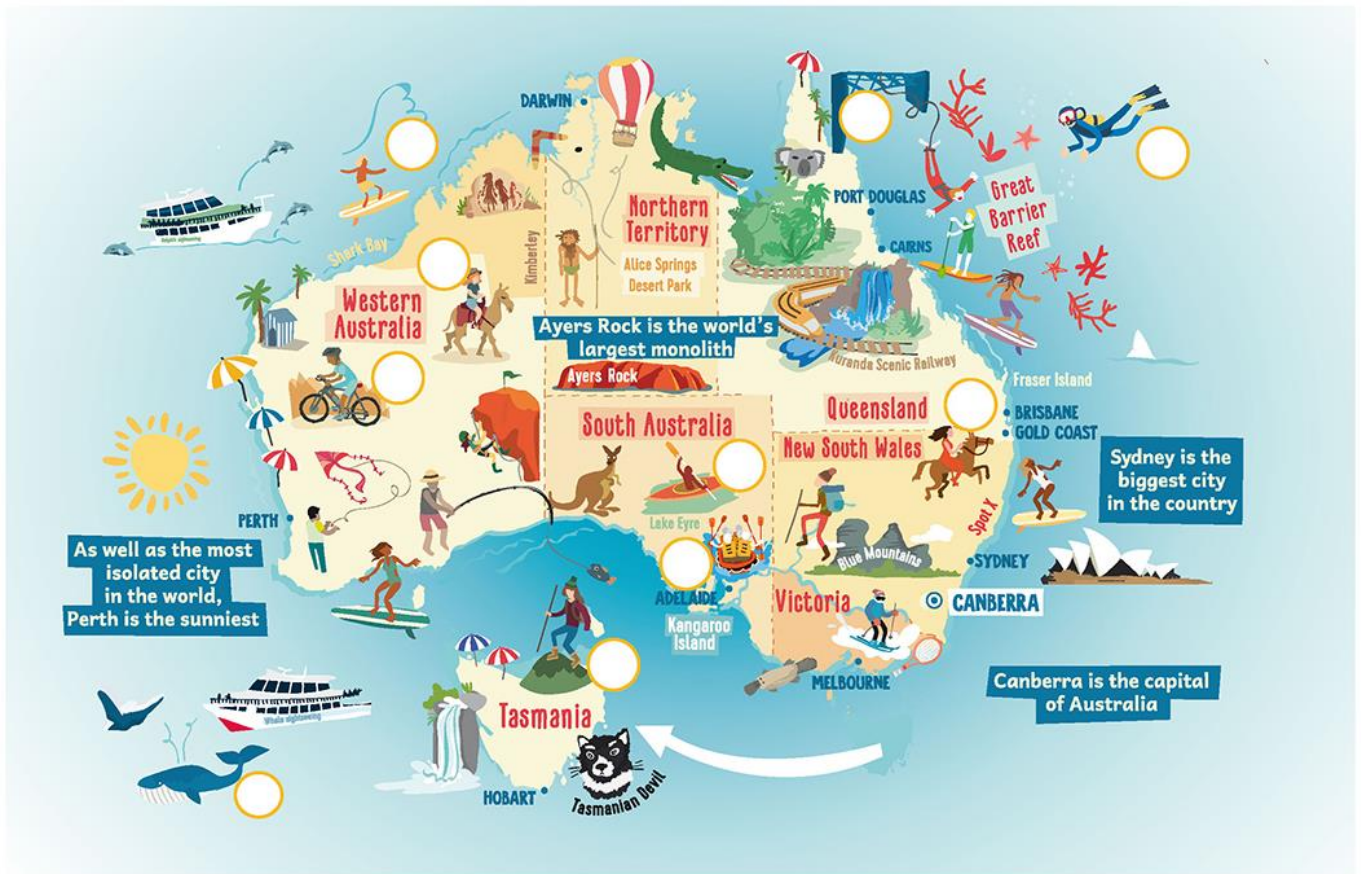 DARWIN
Northern
Territory
Alice Springs
Desert Park
Kimberley
Shark Bay
Western
Australia
PORT DOUGLAS
CAIRNS
Great
Barrier
Reef
Ayers Rock is the world's
largest monolith
Ayers Rock
Kuranda Scenic Railway
Fraser Island
Queensland
BRISBANE
GOLD COAST
South Australia
New South Wales
Sydney is the
biggest city
in the country
Spot X
Lake Eyre
Blue Mountains
SYDNEY
PERTH
As well as the most
isolated city
in the world,
Perth is the sunniest
ADELAIDE
Kangaroo
Island
Victoria
CANBERRA
MELBOURNE
Canberra is the capital
of Australia
Whale sightseeing
Tasmania
HOBART
Tasmanian Devil